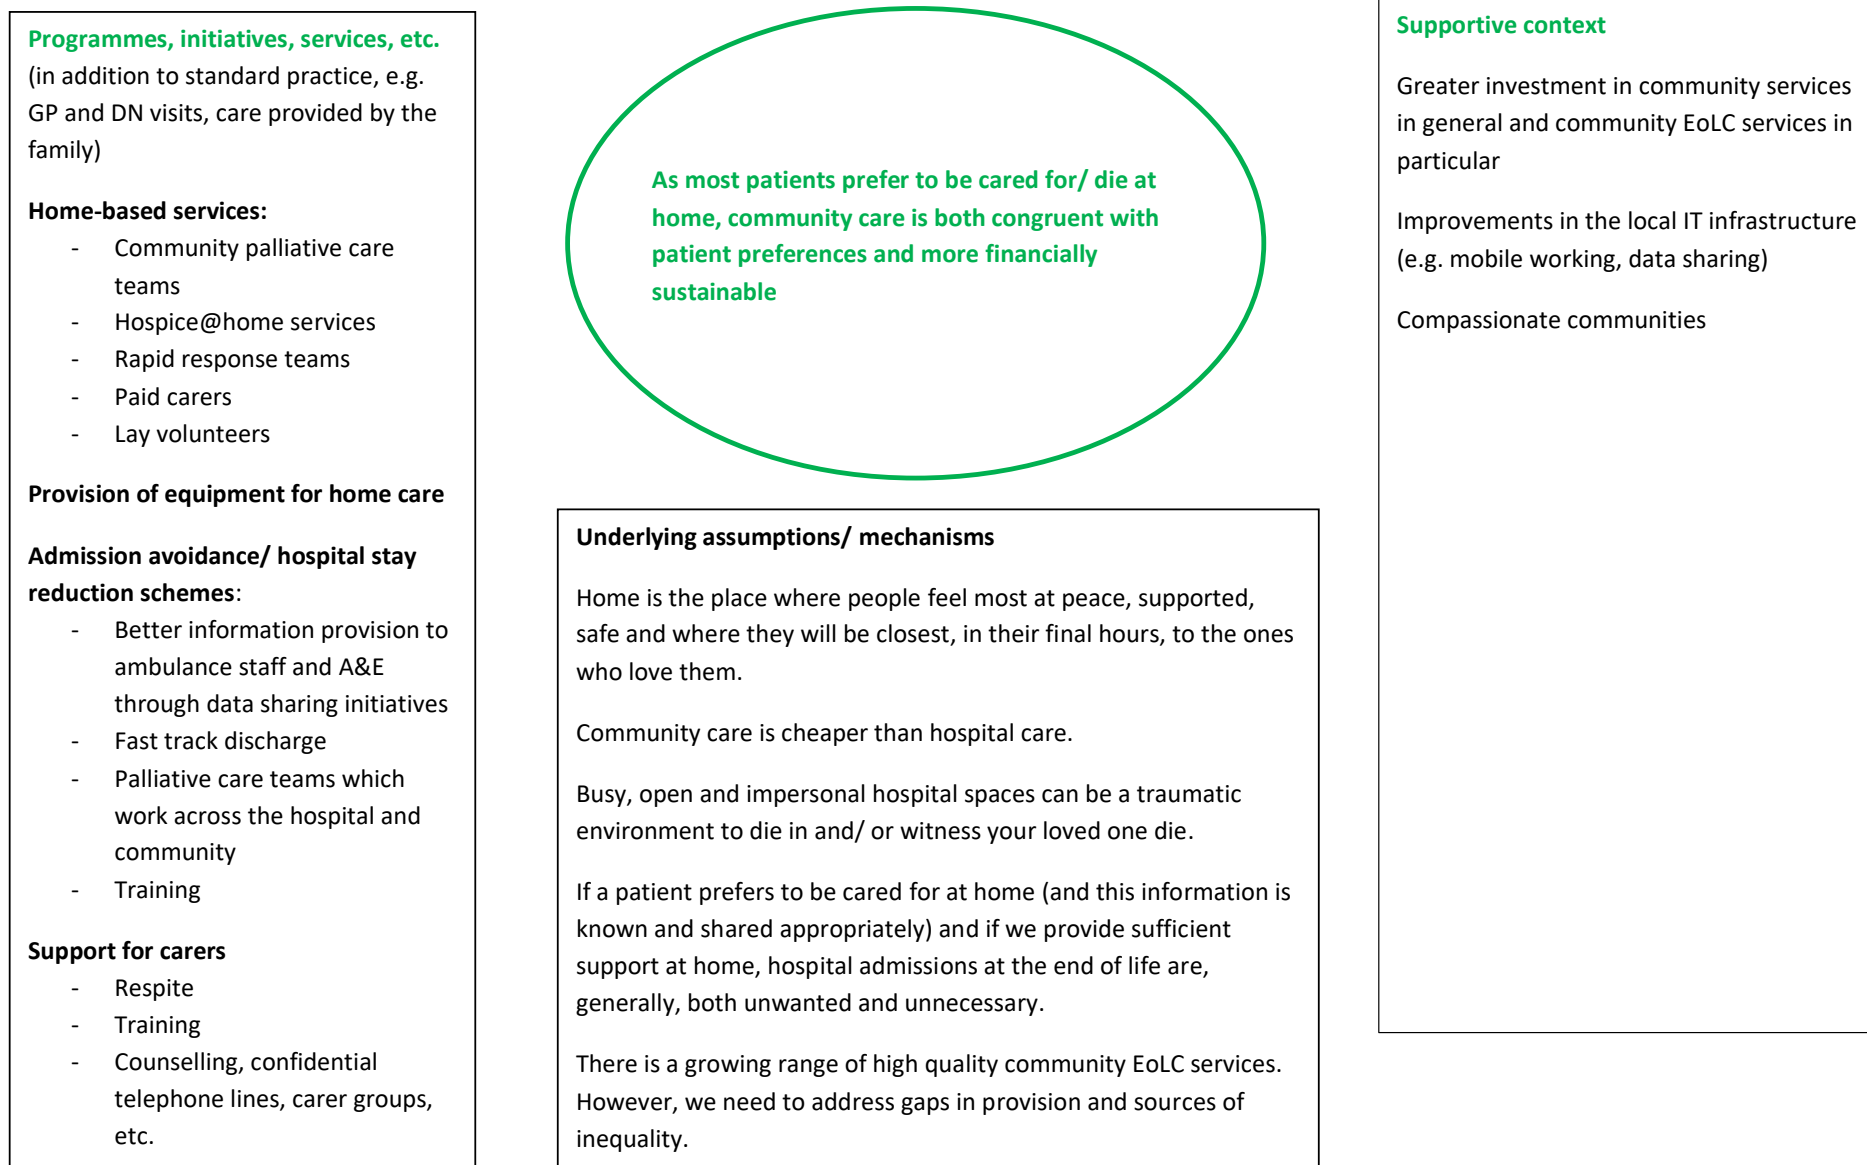 Programmes, initiatives, services, etc.
(in addition to standard practice, e.g.
GP and DN visits, care provided by the
family)
Home-based services:
- Community palliative care
teams
- Hospice@home services
- Rapid response teams
- Paid carers
- Lay volunteers
Provision of equipment for home care
Admission avoidance/ hospital stay
reduction schemes:
- Better information provision to
ambulance staff and A&E
through data sharing initiatives
- Fast track discharge
- Palliative care teams which
work across the hospital and
community
- Training
Support for carers
- Respite
- Training
- Counselling, confidential
telephone lines, carer groups,
etc.
As most patients prefer to be cared for/ die at
home, community care is both congruent with
patient preferences and more financially
sustainable
Underlying assumptions/ mechanisms
Home is the place where people feel most at peace, supported,
safe and where they will be closest, in their final hours, to the ones
who love them.
Community care is cheaper than hospital care.
Busy, open and impersonal hospital spaces can be a traumatic
environment to die in and/ or witness your loved one die.
If a patient prefers to be cared for at home (and this information is
known and shared appropriately) and if we provide sufficient
support at home, hospital admissions at the end of life are,
generally, both unwanted and unnecessary.
There is a growing range of high quality community EoLC services.
However, we need to address gaps in provision and sources of
inequality.
Supportive context
Greater investment in community services
in general and community EoLC services in
particular
Improvements in the local IT infrastructure
(e.g. mobile working, data sharing)
Compassionate communities